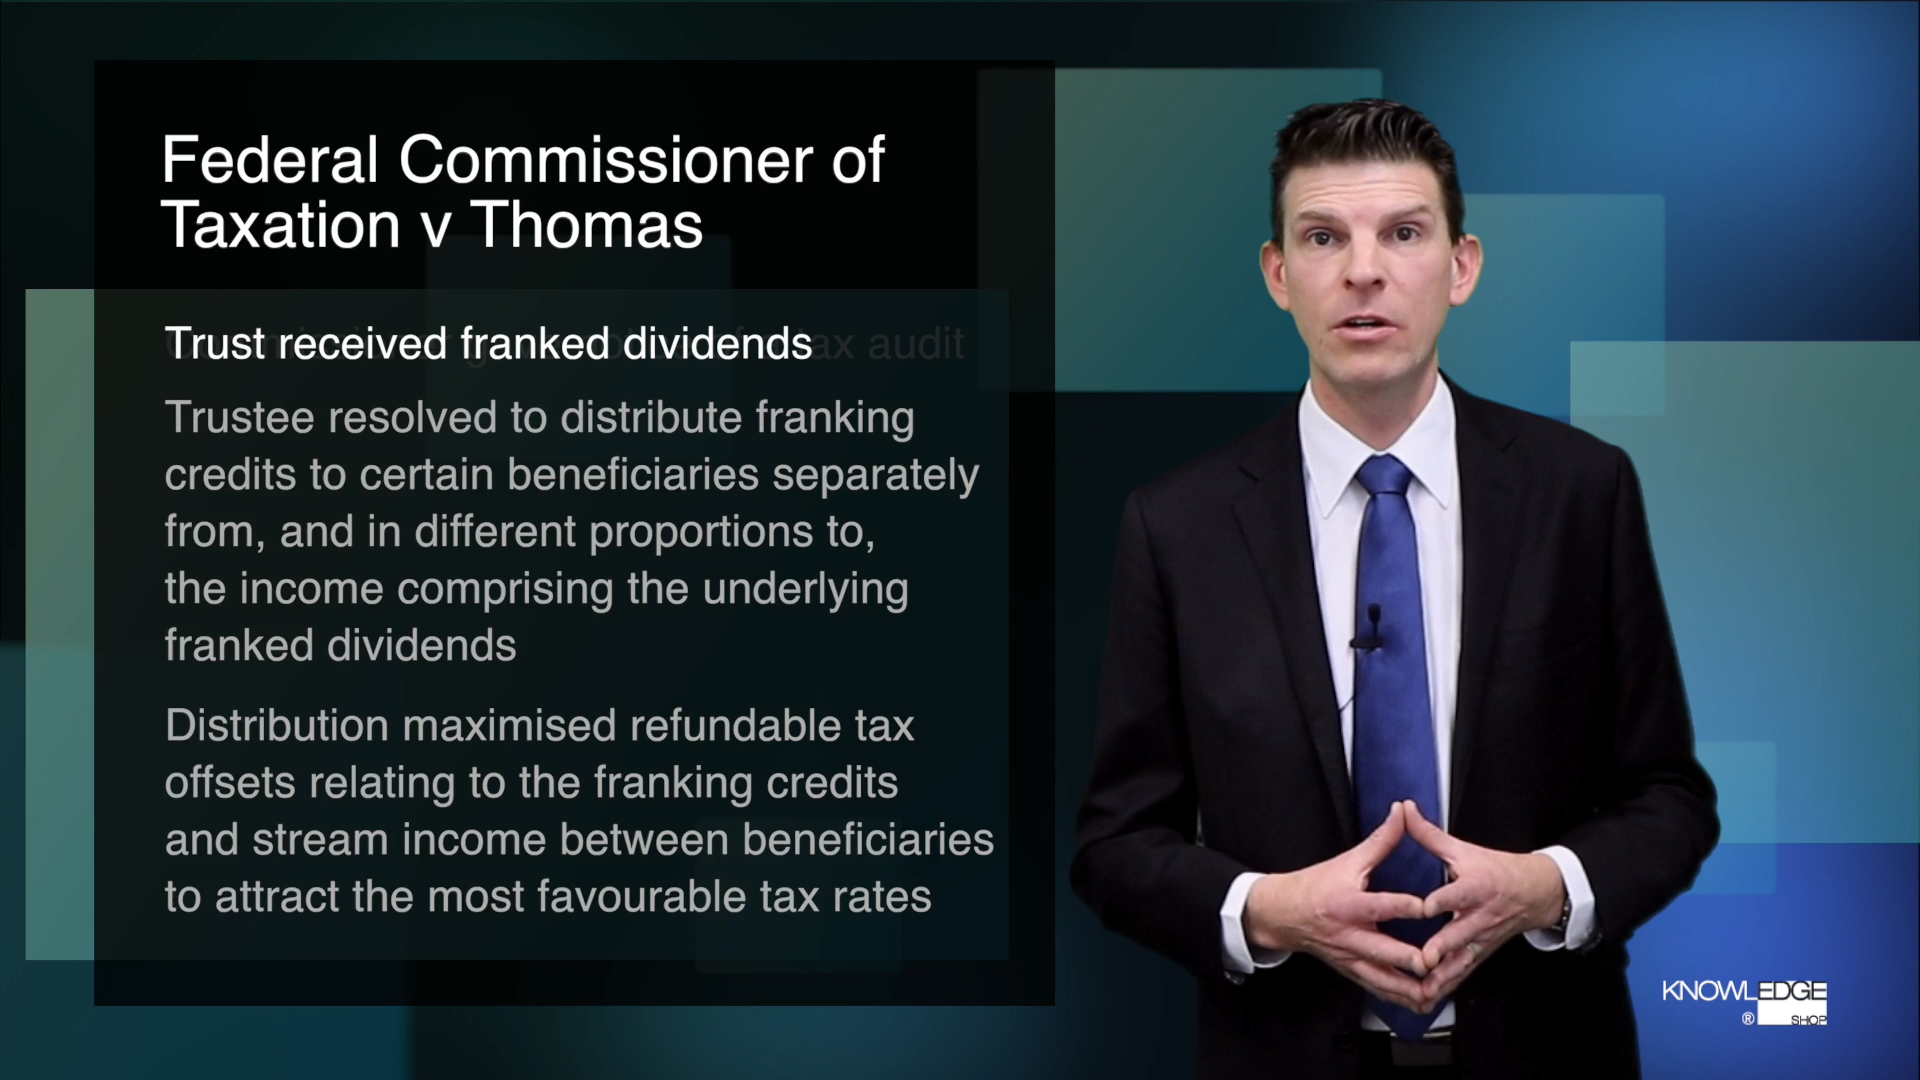 Federal Commissioner of
Taxation v Thomas
Trust received franked dividends
tax audit
Trustee resolved to distribute franking
credits to certain beneficiaries separately
from, and in different proportions to,
the income comprising the underlying
franked dividends
Distribution maximised refundable tax
offsets relating to the franking credits
and stream income between beneficiaries
to attract the most favourable tax rates
KNOWLEDGE
® SHOP